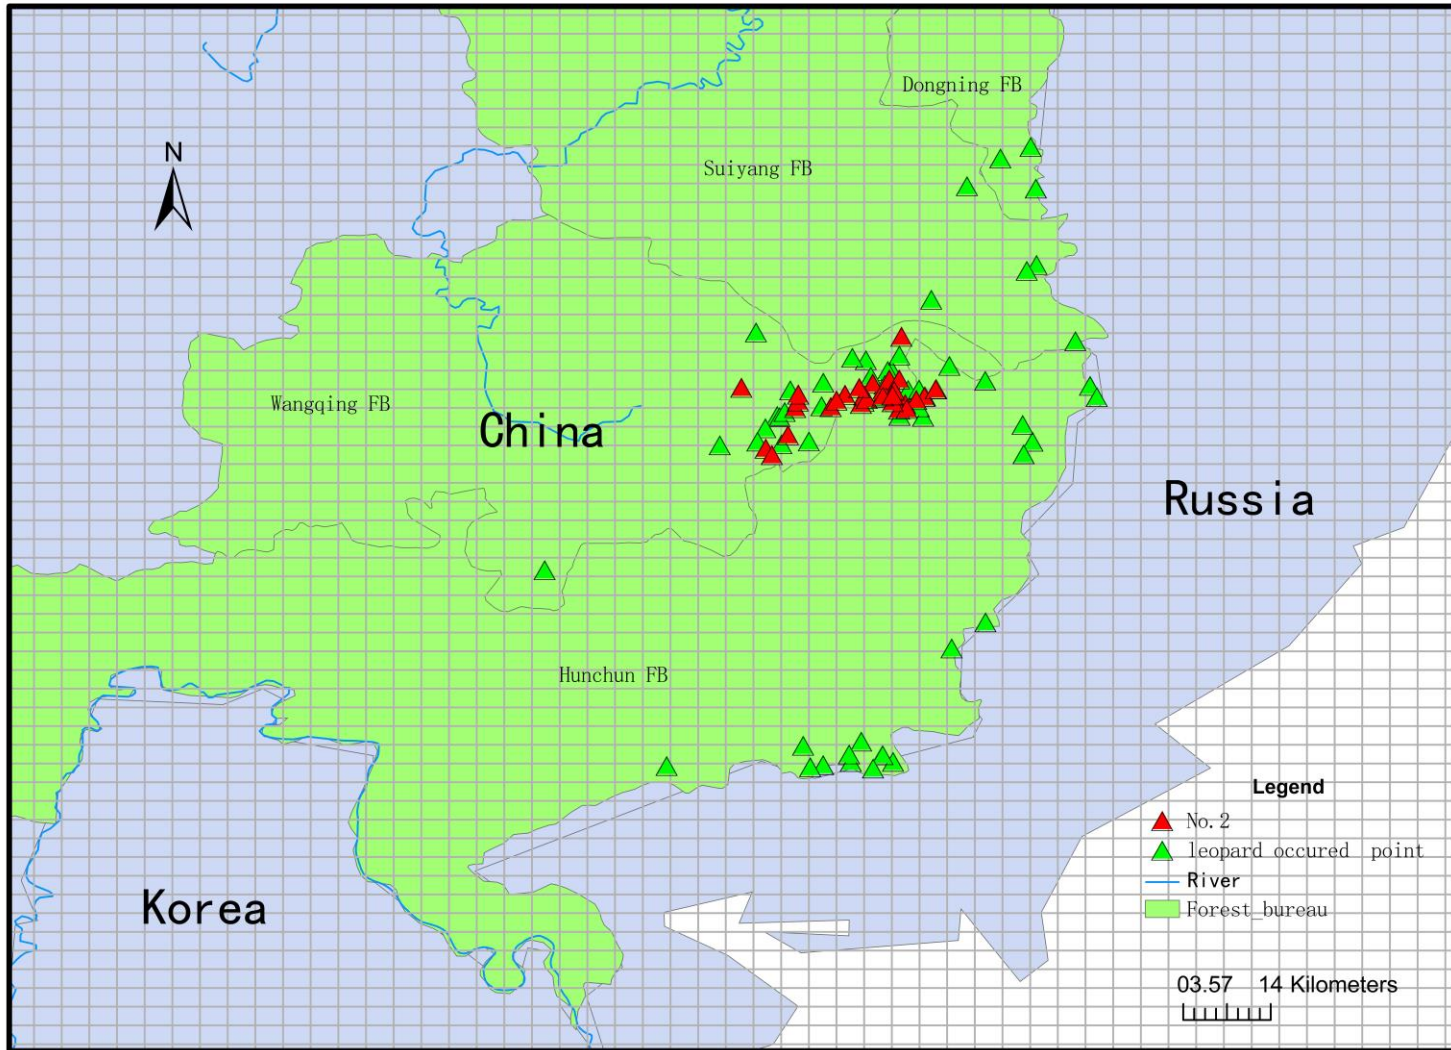 N
Dongning FB
Suiyang FB
Wangqing FB
China
Russia
Hunchun FB
Korea
Legend
No.2
leopard occured point
River
Forest_bureau
03.57 14 Kilometers